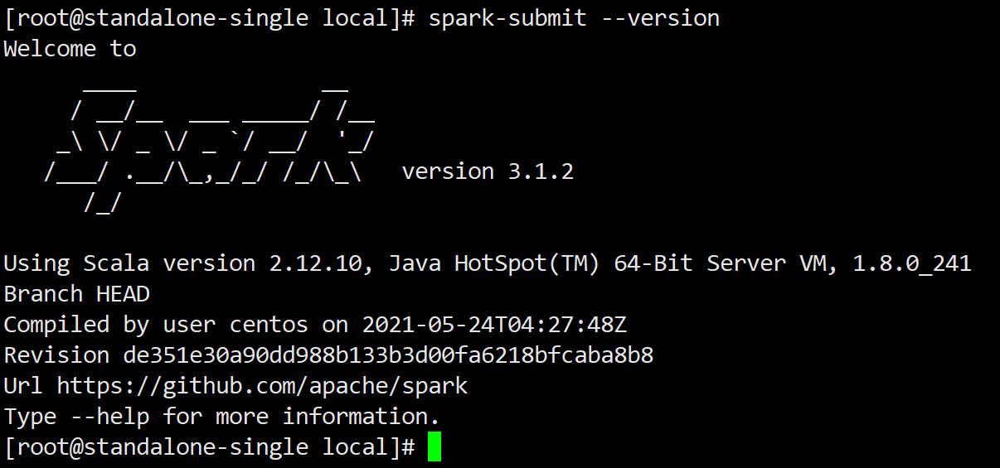 [root@standalone-single local]# spark-submit --version
Welcome to
      ____              __
     / __/__  ___ _____/ /__
    _\ \/ _ \/ _ `/ __/  '_/
   /___/ .__/\_,_/_/ /_/\_\   version 3.1.2
      /_/
Using Scala version 2.12.10, Java HotSpot(TM) 64-Bit Server VM, 1.8.0_241
Branch HEAD
Compiled by user centos on 2021-05-24T04:27:48Z
Revision de351e30a90dd988b133b3d00fa6218bfcaba8b8
Url https://github.com/apache/spark
Type --help for more information.
[root@standalone-single local]#